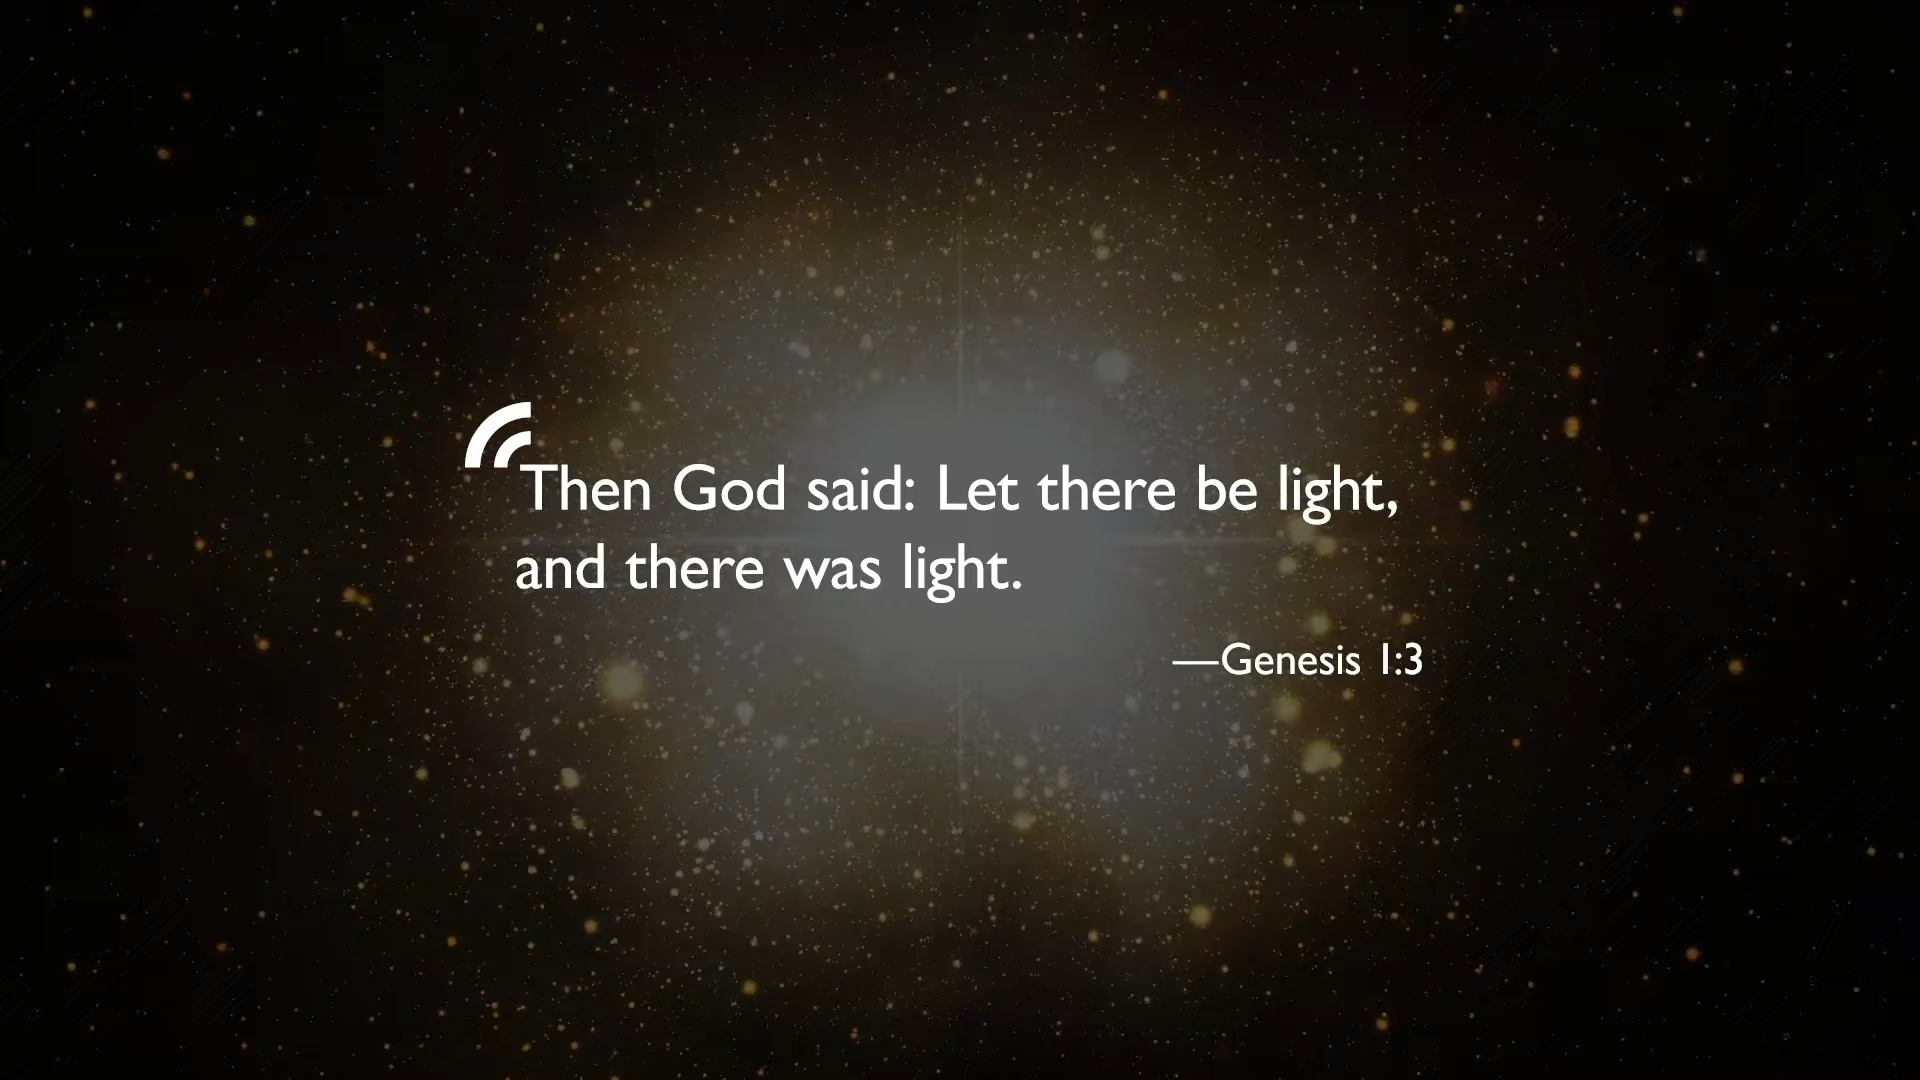 Then God said: Let there be light,
and there was light.
—Genesis 1:3